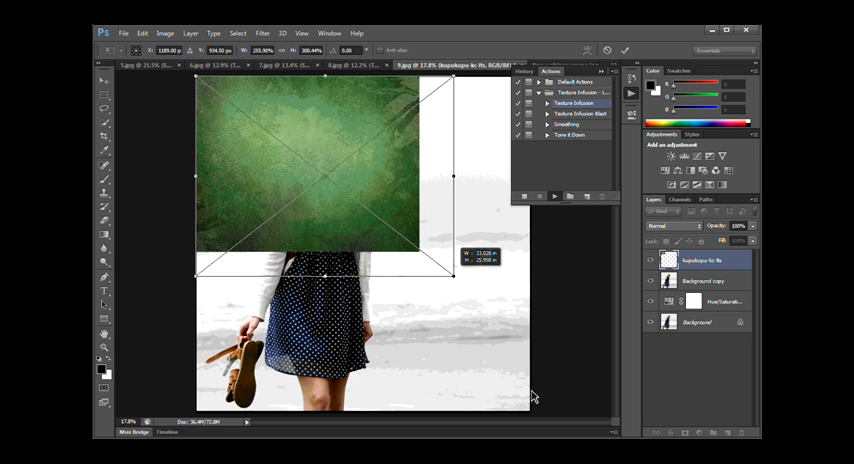 Ps File Edit Image Layer Type Select Filter 3D View Window Help
X: 1189.00 p Y: 934.50 px W: 255.90% H: 300.44% 0.00 ° Anti-alias Essentials
5.jpg @ 21.5% (S... × 6.jpg @ 12.9% (T... × 7.jpg @ 13.4% (... × 8.jpg @ 12.2% (T... × 9.jpg @ 17.8% (kupukupu-kc-lts, RGB/8#)
History Actions
Default Actions
Texture Infusion - L...
Texture Infusion
Texture Infusion Blast
Smoothing
Tone it Down
W : 33.028 in
H : 25.958 in
Color Swatches
R 0
G 0
B 0
Adjustments Styles
Add an adjustment
Layers Channels Paths
Kind
Normal Opacity: 100%
Lock: Fill: 100%
kupukupu-kc-lts
Background copy
Hue/Saturati...
Background
17.8% Doc: 36.4M/72.8M
Mini Bridge Timeline